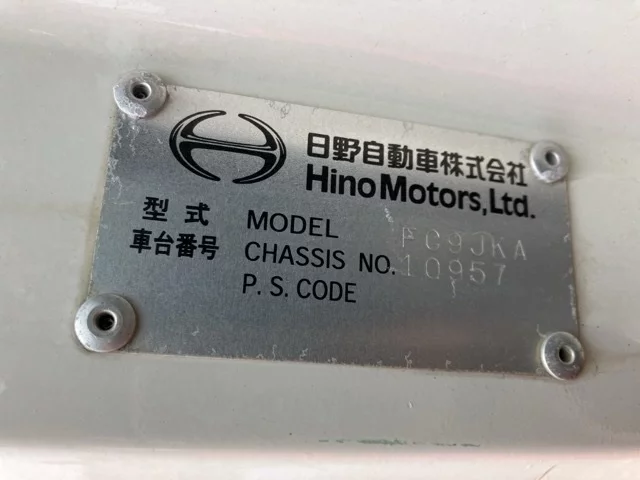 日野自動車株式会社
Hino Motors, Ltd.
型式 MODEL FC9JKA
車台番号 CHASSIS NO. 10957
P. S. CODE